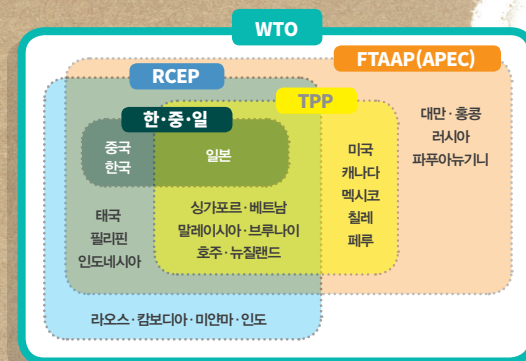 WTO
FTAAP(APEC)
RCEP
TPP
한·중·일
중국
한국
일본
태국
필리핀
인도네시아
싱가포르·베트남
말레이시아·브루나이
호주·뉴질랜드
미국
캐나다
멕시코
칠레
페루
대만·홍콩
러시아
파푸아뉴기니
라오스·캄보디아·미얀마·인도